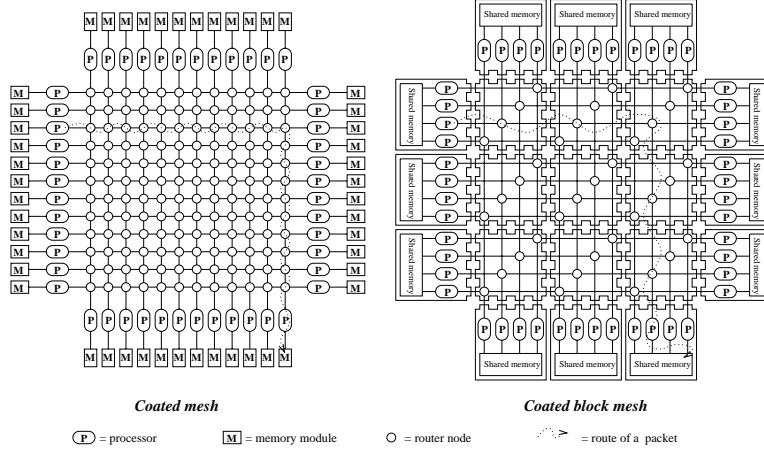 M M M M M M M M M M M M
P P P P P P P P P P P P
M P P M
M P P M
M P P M
M P P M
M P P M
M P P M
M P P M
M P P M
M P P M
M P P M
M P P M
M P P M
P P P P P P P P P P P P
M M M M M M M M M M M M
Coated mesh
Shared memory Shared memory Shared memory
P P P P P P P P P P P P
Shared memory
P P
P P
P P
P P
Shared memory
Shared memory
P P
P P
P P
P P
Shared memory
Shared memory
P P
P P
P P
P P
Shared memory
P P P P P P P P P P P P
Shared memory Shared memory Shared memory
Coated block mesh
P = processor M = memory module = router node = route of a packet